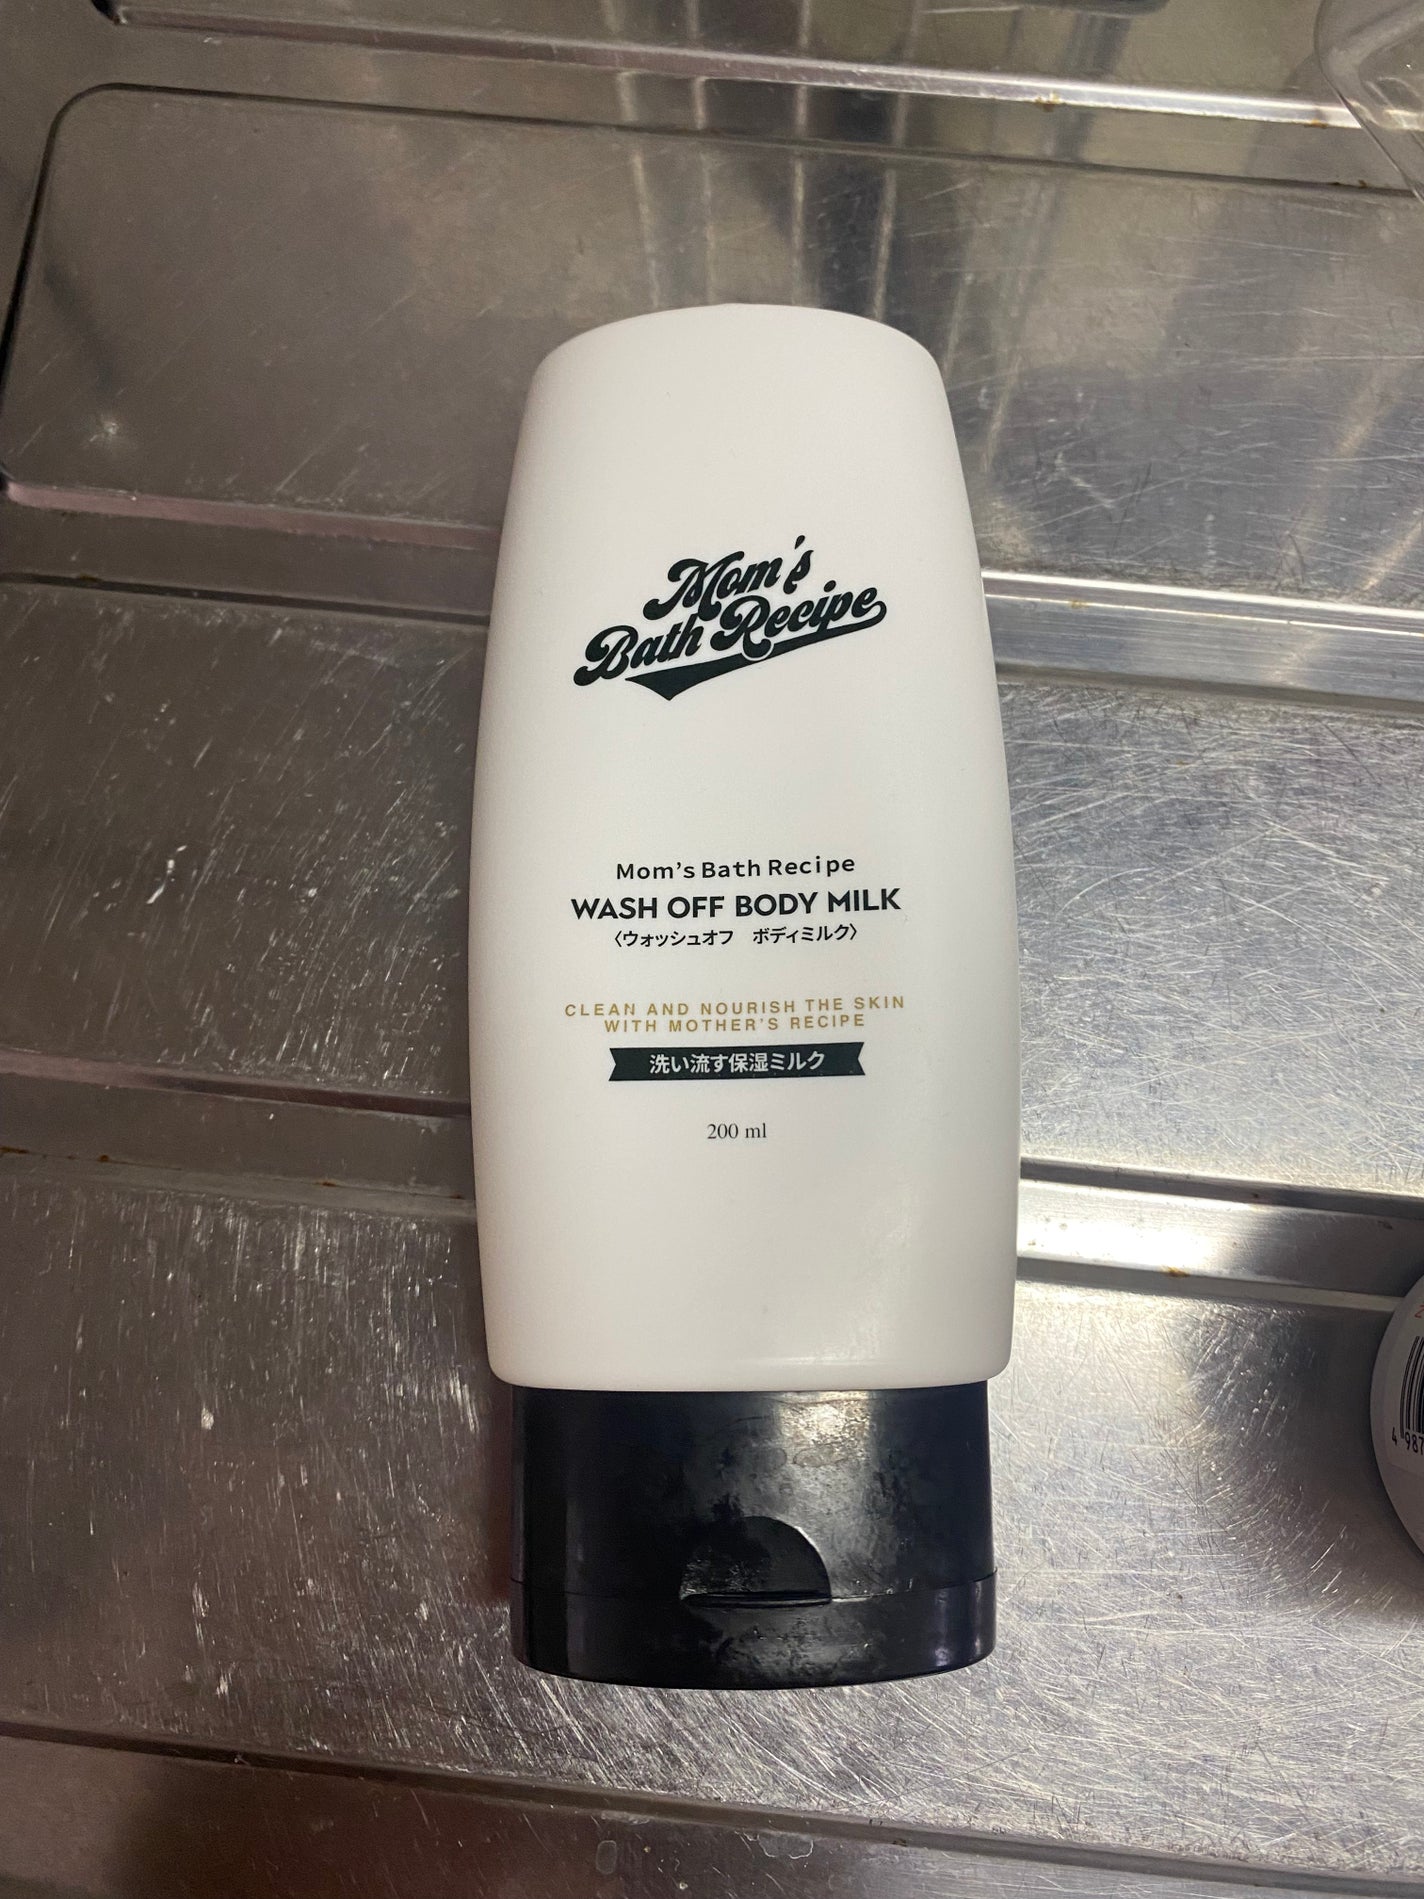 Mom's
Bath Recipe
Mom's Bath Recipe
WASH OFF BODY MILK
〈ウォッシュオフ ボディミルク〉
CLEAN AND NOURISH THE SKIN
WITH MOTHER'S RECIPE
洗い流す保湿ミルク
200 ml
4 987